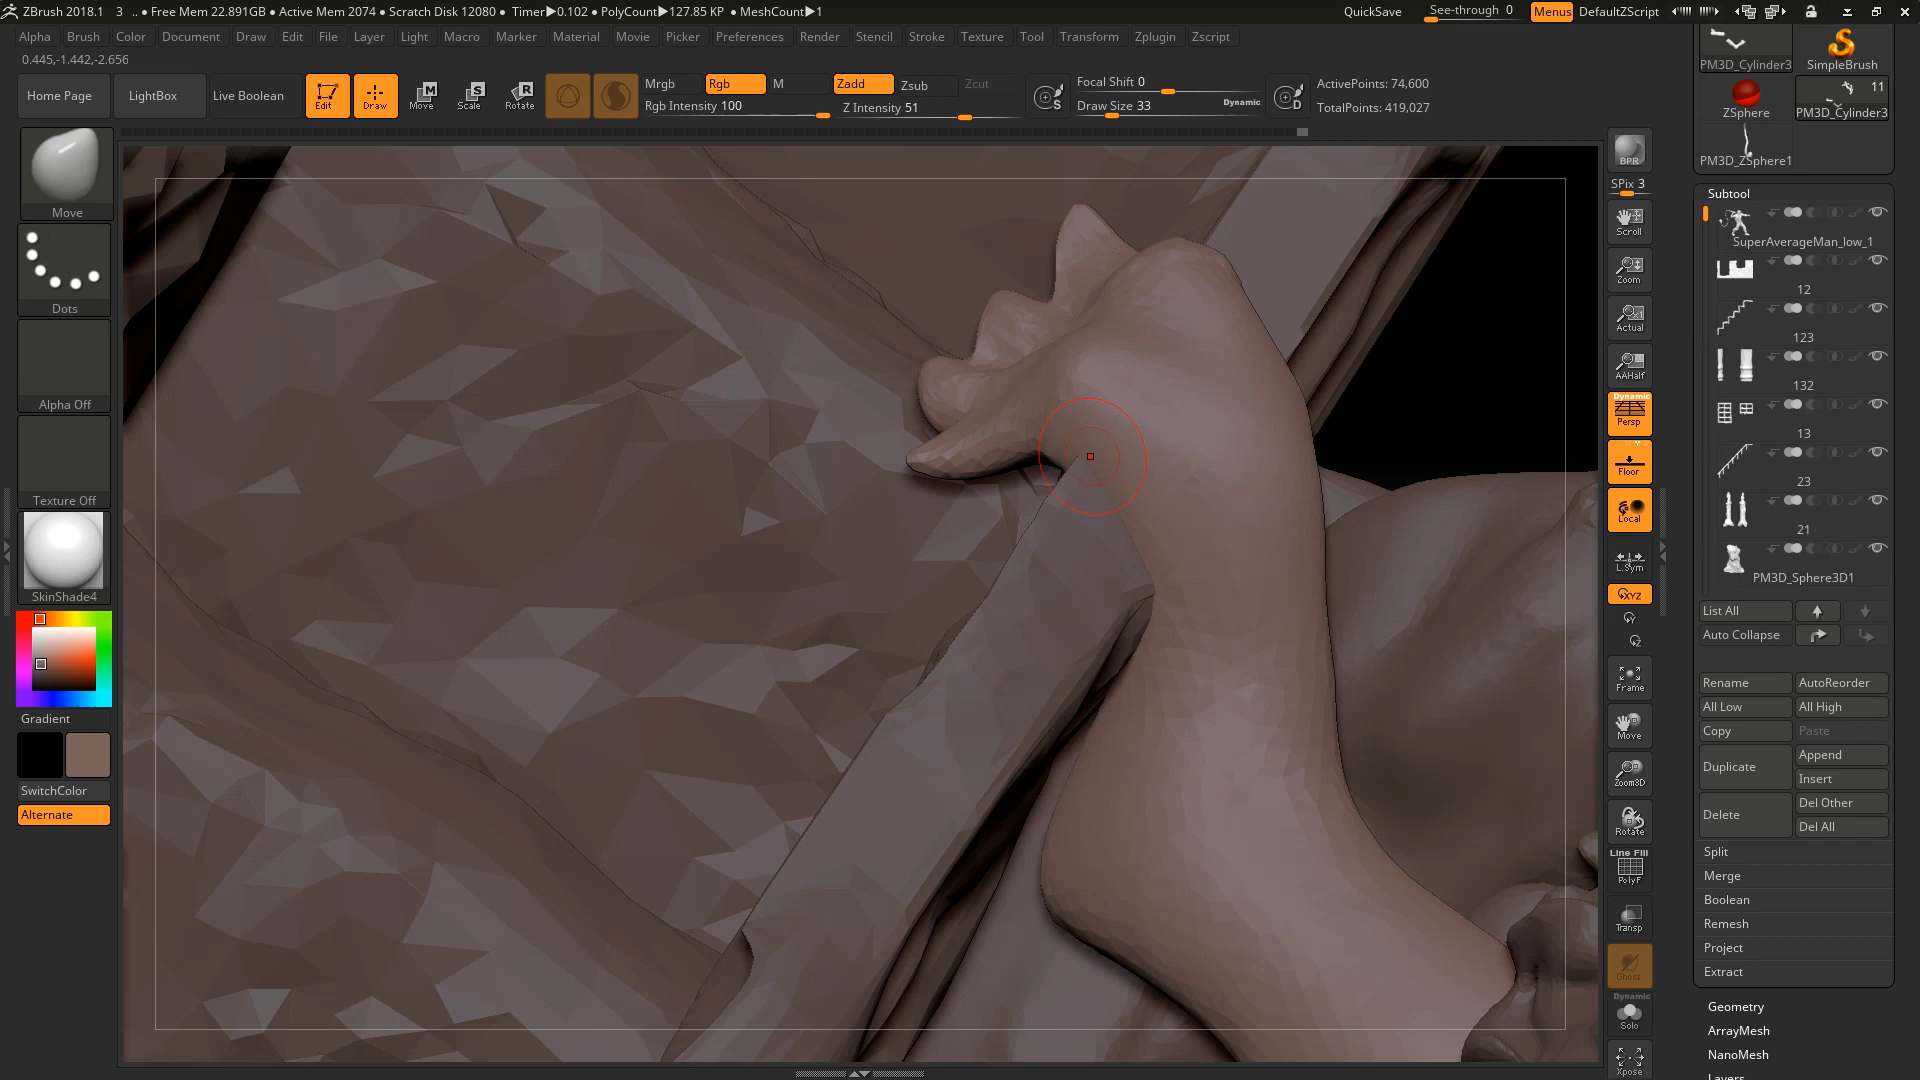 ZBrush 2018.1 3 .. • Free Mem 22.891GB • Active Mem 2074 • Scratch Disk 12080 • Timer▶0.102 • PolyCount▶127.85 KP • MeshCount▶1
QuickSave See-through 0 Menus DefaultZScript
Alpha Brush Color Document Draw Edit File Layer Light Macro Marker Material Movie Picker Preferences Render Stencil Stroke Texture Tool Transform Zplugin Zscript
0.445,-1.442,-2.656
Home Page LightBox Live Boolean Edit Draw Move Scale Rotate
Mrgb Rgb M Zadd Zsub Zcut
Rgb Intensity 100 Z Intensity 51
Focal Shift 0
Draw Size 33 Dynamic
ActivePoints: 74,600
TotalPoints: 419,027
Move
Dots
Alpha Off
Texture Off
SkinShade4
Gradient
SwitchColor
Alternate
BPR
SPix 3
Scroll
Zoom
Actual
AAHalf
Dynamic
Persp
Floor
Local
L.Sym
XYZ
Frame
Move
Zoom3D
Rotate
Line Fill
PolyF
Transp
Ghost
Dynamic
Solo
Xpose
PM3D_Cylinder3 SimpleBrush
11
ZSphere PM3D_Cylinder3
PM3D_ZSphere1
Subtool
SuperAverageMan_low_1
12
123
132
13
23
21
PM3D_Sphere3D1
List All
Auto Collapse
Rename AutoReorder
All Low All High
Copy Paste
Duplicate Append
Insert
Delete Del Other
Del All
Split
Merge
Boolean
Remesh
Project
Extract
Geometry
ArrayMesh
NanoMesh
Layers